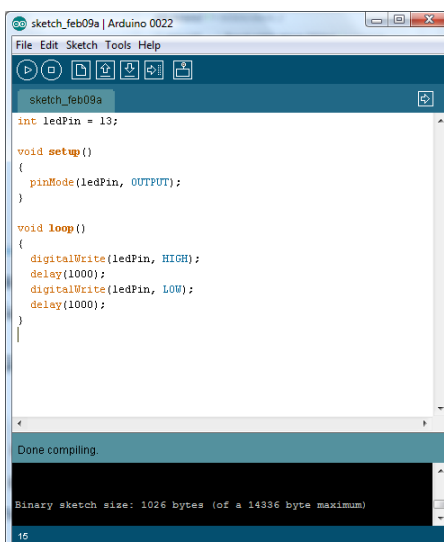 sketch_feb09a | Arduino 0022
File Edit Sketch Tools Help
sketch_feb09a
int ledPin = 13;
void setup()
{
pinMode(ledPin, OUTPUT);
}
void loop()
{
digitalWrite(ledPin, HIGH);
delay(1000);
digitalWrite(ledPin, LOW);
delay(1000);
}
Done compiling.
Binary sketch size: 1026 bytes (of a 14336 byte maximum)
15